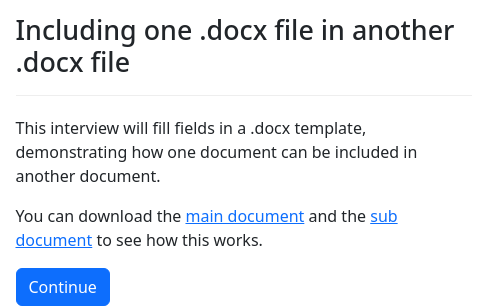 Including one .docx file in another
.docx file
This interview will fill fields in a .docx template,
demonstrating how one document can be included in
another document.
You can download the main document and the sub
document to see how this works.
Continue